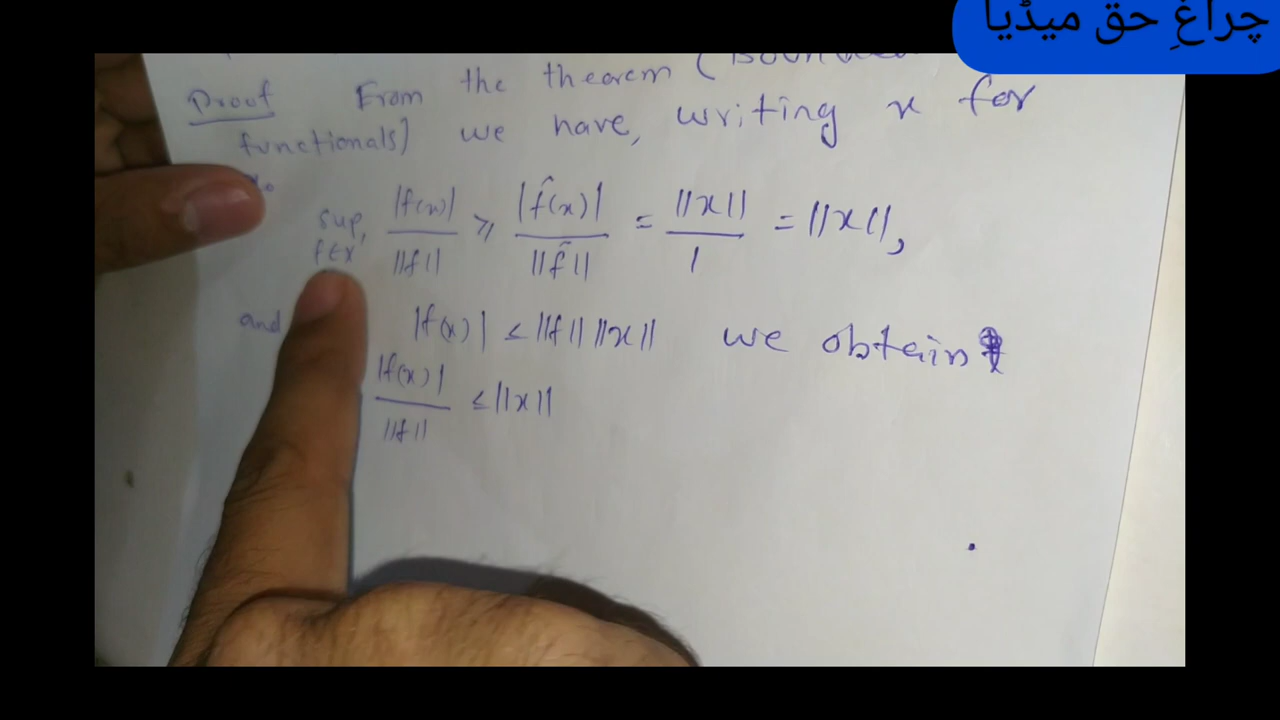 چراغِ حق میڈیا
Proof From the theorem (
functionals) we have, writing x for
sup |f(x)| / ||f|| ≥ |f̂(x)| / ||f̂|| = ||x|| / 1 = ||x||,
f∈X'
and |f(x)| ≤ ||f|| ||x|| we obtain
|f(x)| / ||f|| ≤ ||x||